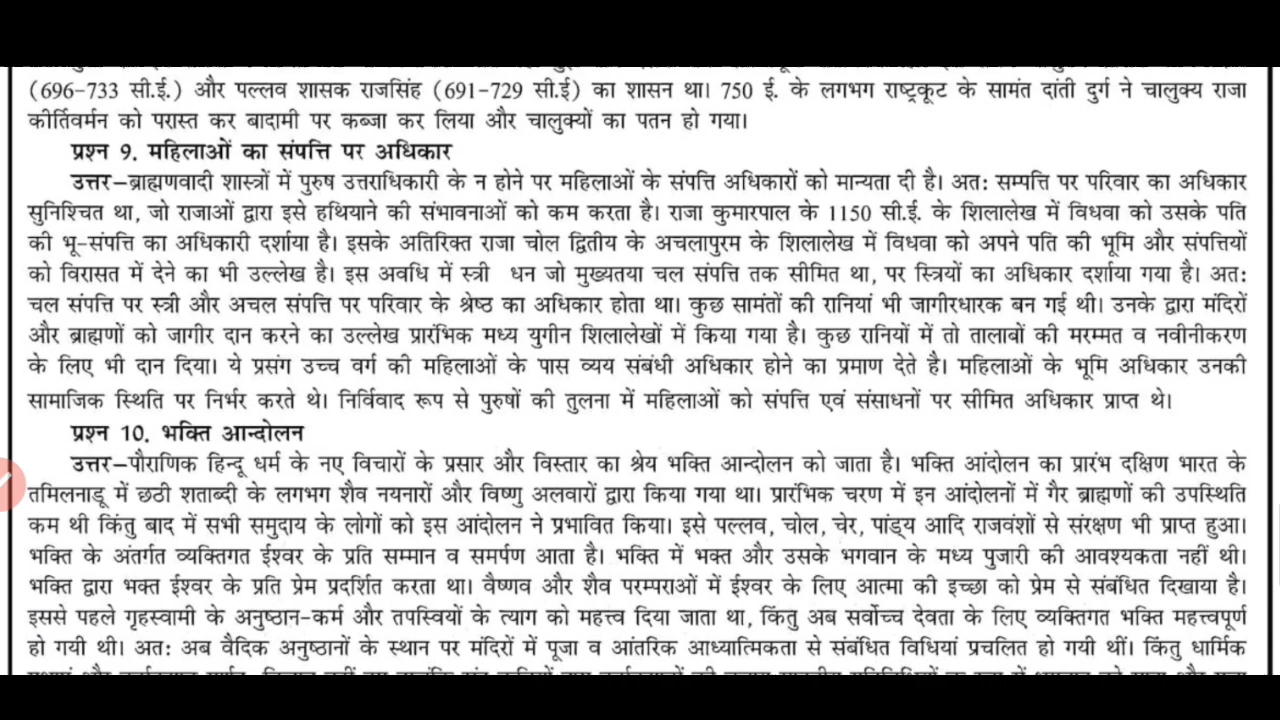 (696-733 सी.ई.) और पल्लव शासक राजसिंह (691-729 सी.ई) का शासन था। 750 ई. के लगभग राष्ट्रकूट के सामंत दांती दुर्ग ने चालुक्य राजा
कीर्तिवर्मन को परास्त कर बादामी पर कब्जा कर लिया और चालुक्यों का पतन हो गया।
प्रश्न 9. महिलाओं का संपत्ति पर अधिकार
उत्तर–ब्राह्मणवादी शास्त्रों में पुरुष उत्तराधिकारी के न होने पर महिलाओं के संपत्ति अधिकारों को मान्यता दी है। अत: सम्पत्ति पर परिवार का अधिकार
सुनिश्चित था, जो राजाओं द्वारा इसे हथियाने की संभावनाओं को कम करता है। राजा कुमारपाल के 1150 सी.ई. के शिलालेख में विधवा को उसके पति
की भू-संपत्ति का अधिकारी दर्शाया है। इसके अतिरिक्त राजा चोल द्वितीय के अचलापुरम के शिलालेख में विधवा को अपने पति की भूमि और संपत्तियों
को विरासत में देने का भी उल्लेख है। इस अवधि में स्त्री धन जो मुख्यतया चल संपत्ति तक सीमित था, पर स्त्रियों का अधिकार दर्शाया गया है। अत:
चल संपत्ति पर स्त्री और अचल संपत्ति पर परिवार के श्रेष्ठ का अधिकार होता था। कुछ सामंतों की रानियां भी जागीरधारक बन गई थी। उनके द्वारा मंदिरों
और ब्राह्मणों को जागीर दान करने का उल्लेख प्रारंभिक मध्य युगीन शिलालेखों में किया गया है। कुछ रानियों में तो तालाबों की मरम्मत व नवीनीकरण
के लिए भी दान दिया। ये प्रसंग उच्च वर्ग की महिलाओं के पास व्यय संबंधी अधिकार होने का प्रमाण देते है। महिलाओं के भूमि अधिकार उनकी
सामाजिक स्थिति पर निर्भर करते थे। निर्विवाद रूप से पुरुषों की तुलना में महिलाओं को संपत्ति एवं संसाधनों पर सीमित अधिकार प्राप्त थे।
प्रश्न 10. भक्ति आन्दोलन
उत्तर–पौराणिक हिन्दू धर्म के नए विचारों के प्रसार और विस्तार का श्रेय भक्ति आन्दोलन को जाता है। भक्ति आंदोलन का प्रारंभ दक्षिण भारत के
तमिलनाडू में छठी शताब्दी के लगभग शैव नयनारों और विष्णु अलवारों द्वारा किया गया था। प्रारंभिक चरण में इन आंदोलनों में गैर ब्राह्मणों की उपस्थिति
कम थी किंतु बाद में सभी समुदाय के लोगों को इस आंदोलन ने प्रभावित किया। इसे पल्लव, चोल, चेर, पांड्य आदि राजवंशों से संरक्षण भी प्राप्त हुआ।
भक्ति के अंतर्गत व्यक्तिगत ईश्वर के प्रति सम्मान व समर्पण आता है। भक्ति में भक्त और उसके भगवान के मध्य पुजारी की आवश्यकता नहीं थी।
भक्ति द्वारा भक्त ईश्वर के प्रति प्रेम प्रदर्शित करता था। वैष्णव और शैव परम्पराओं में ईश्वर के लिए आत्मा की इच्छा को प्रेम से संबंधित दिखाया है।
इससे पहले गृहस्वामी के अनुष्ठान-कर्म और तपस्वियों के त्याग को महत्त्व दिया जाता था, किंतु अब सर्वोच्च देवता के लिए व्यक्तिगत भक्ति महत्त्वपूर्ण
हो गयी थी। अत: अब वैदिक अनुष्ठानों के स्थान पर मंदिरों में पूजा व आंतरिक आध्यात्मिकता से संबंधित विधियां प्रचलित हो गयी थीं। किंतु धार्मिक